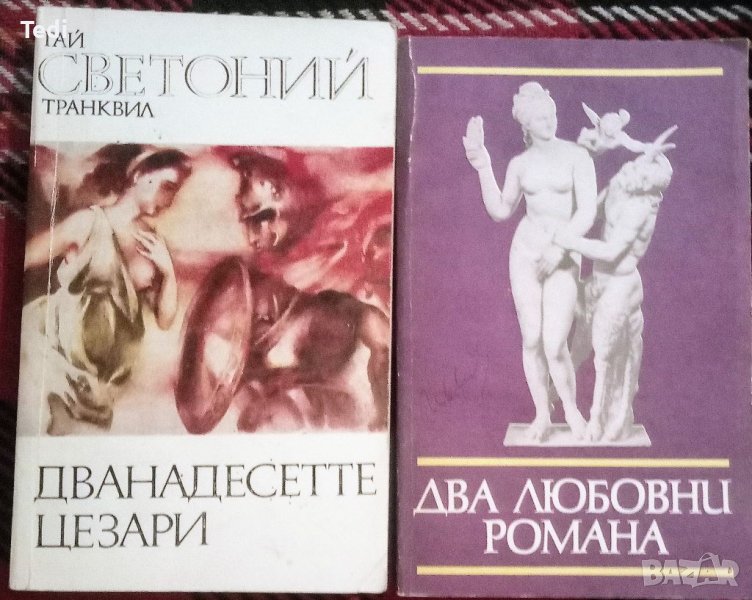 Tedi
ГАЙ
СВЕТОНИЙ
ТРАНКВИЛ
ДВАНАДЕСЕТТЕ
ЦЕЗАРИ
ДВА ЛЮБОВНИ
РОМАНА
BAZAR